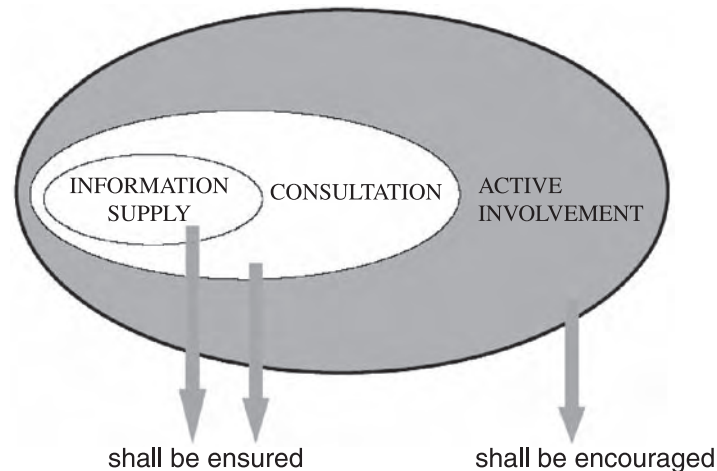 INFORMATION
SUPPLY
CONSULTATION
ACTIVE
INVOLVEMENT
shall be ensured
shall be encouraged